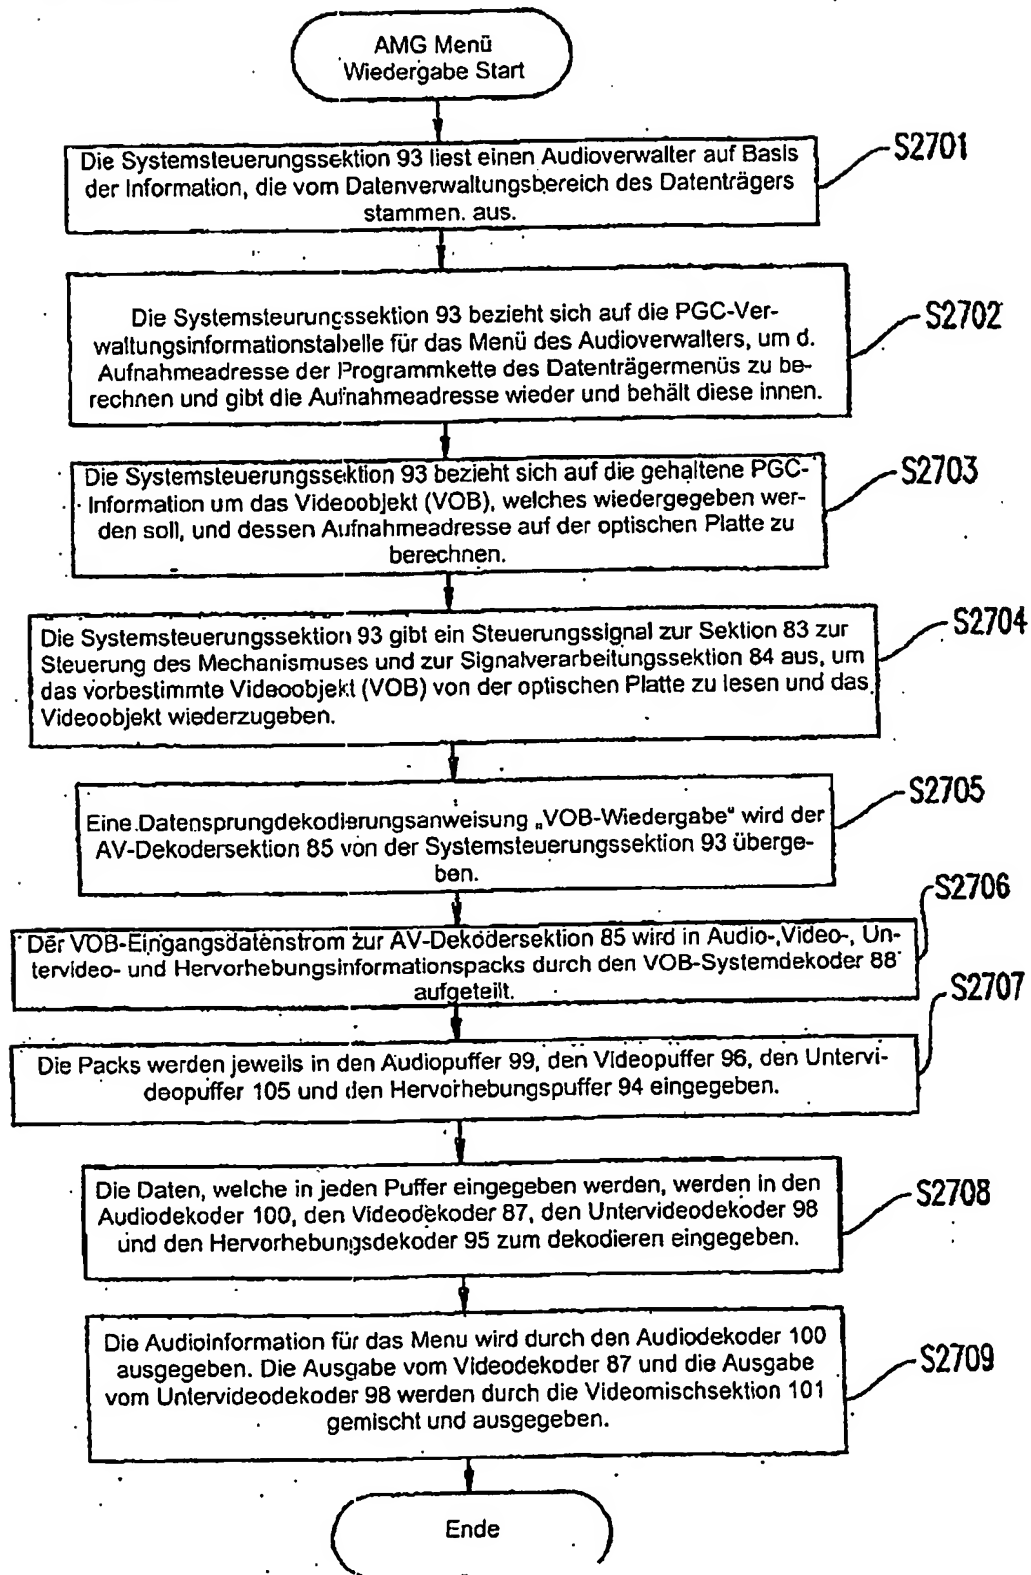 AMG Menü
Wiedergabe Start
Die Systemsteuerungssektion 93 liest einen Audioverwalter auf Basis
der Information, die vom Datenverwaltungsbereich des Datenträgers
stammen. aus.
S2701
Die Systemsteurungssektion 93 bezieht sich auf die PGC-Ver-
waltungsinformationstabelle für das Menü des Audioverwalters, um d.
Aufnahmeadresse der Programmkette des Datenträgermenüs zu be-
rechnen und gibt die Aufnahmeadresse wieder und behält diese innen.
S2702
Die Systemsteuerungssektion 93 bezieht sich auf die gehaltene PGC-
Information um das Videoobjekt (VOB), welches wiedergegeben wer-
den soll, und dessen Aufnahmeadresse auf der optischen Platte zu
berechnen.
S2703
Die Systemsteuerungssektion 93 gibt ein Steuerungssignal zur Sektion 83 zur
Steuerung des Mechanismuses und zur Signalverarbeitungssektion 84 aus, um
das vorbestimmte Videoobjekt (VOB) von der optischen Platte zu lesen und das
Videoobjekt wiederzugeben.
S2704
Eine Datensprungdekodierungsanweisung „VOB-Wiedergabe“ wird der
AV-Dekodersektion 85 von der Systemsteuerungssektion 93 überge-
ben.
S2705
Der VOB-Eingangsdatenstrom zur AV-Dekodersektion 85 wird in Audio-,Video-, Un-
tervideo- und Hervorhebungsinformationspacks durch den VOB-Systemdekoder 88
aufgeteilt.
S2706
Die Packs werden jeweils in den Audiopuffer 99, den Videopuffer 96, den Untervi-
deopuffer 105 und den Hervorhebungspuffer 94 eingegeben.
S2707
Die Daten, welche in jeden Puffer eingegeben werden, werden in den
Audiodekoder 100, den Videodekoder 87, den Untervideodekoder 98
und den Hervorhebungsdekoder 95 zum dekodieren eingegeben.
S2708
Die Audioinformation für das Menu wird durch den Audiodekoder 100
ausgegeben. Die Ausgabe vom Videodekoder 87 und die Ausgabe
vom Untervideodekoder 98 werden durch die Videomischsektion 101
gemischt und ausgegeben.
S2709
Ende